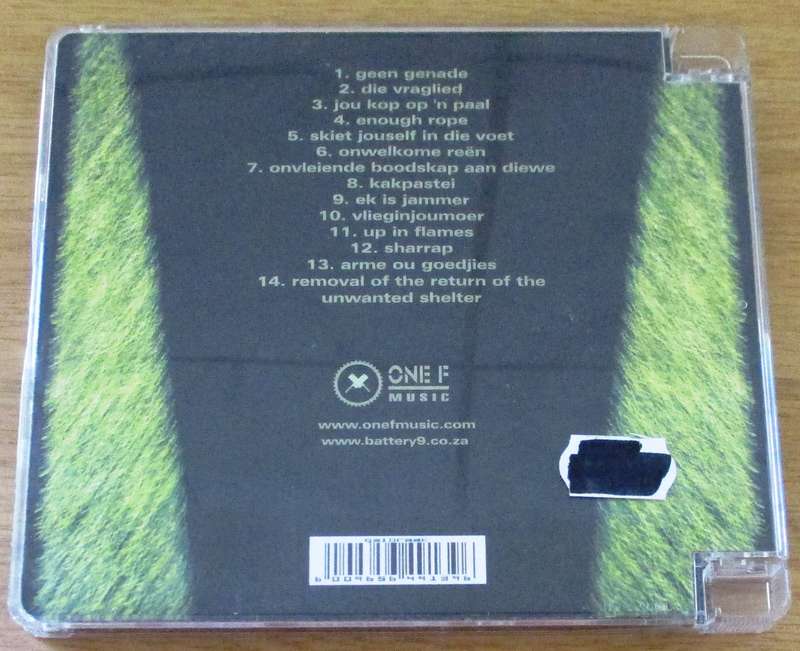 1. geen genade
2. die vraglied
3. jou kop op 'n paal
4. enough rope
5. skiet jouself in die voet
6. onwelkome reën
7. onvleiende boodskap aan diewe
8. kakpastei
9. ek is jammer
10. vlieginjoumoer
11. up in flames
12. sharrap
13. arme ou goedjies
14. removal of the return of the
unwanted shelter
ONE F
MUSIC
www.onefmusic.com
www.battery9.co.za
6 004656 441346